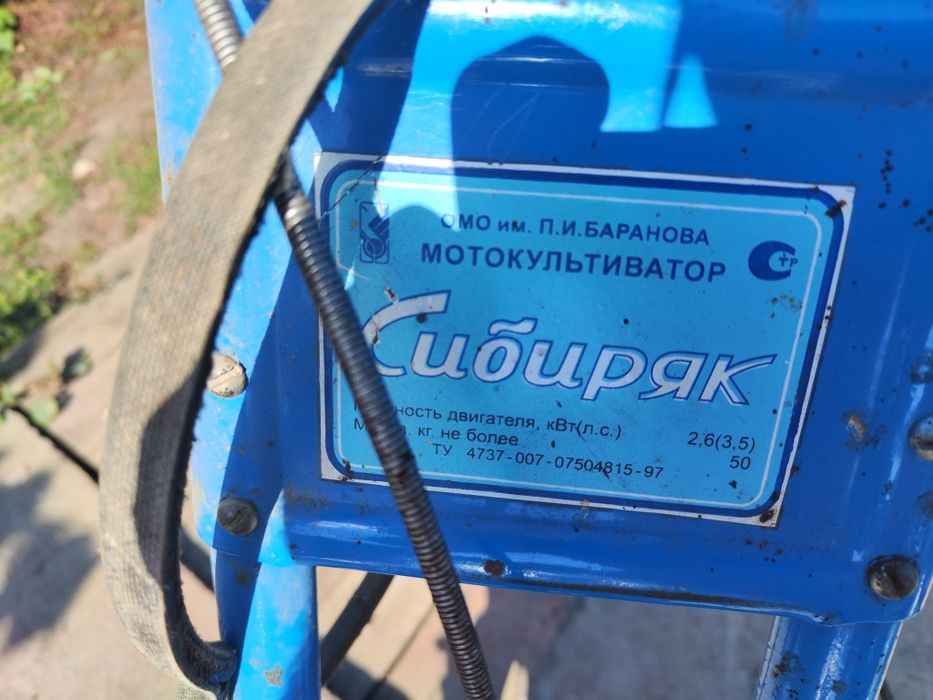 ОМО им. П.И.БАРАНОВА
МОТОКУЛЬТИВАТОР
Сибиряк
двигателя, кВт(л.с.) 2,6(3,5)
кг. не более 50
ТУ 4737-007-07504815-97